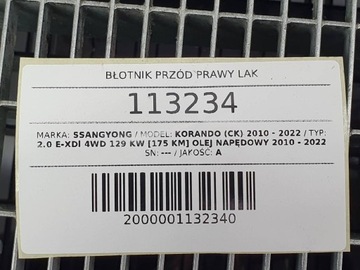 BŁOTNIK PRZÓD PRAWY LAK
113234
MARKA: SSANGYONG / MODEL: KORANDO (CK) 2010 - 2022 / TYP:
2.0 E-XDI 4WD 129 KW [175 KM] OLEJ NAPĘDOWY 2010 - 2022
SN: --- / JAKOŚĆ: A
2000001132340